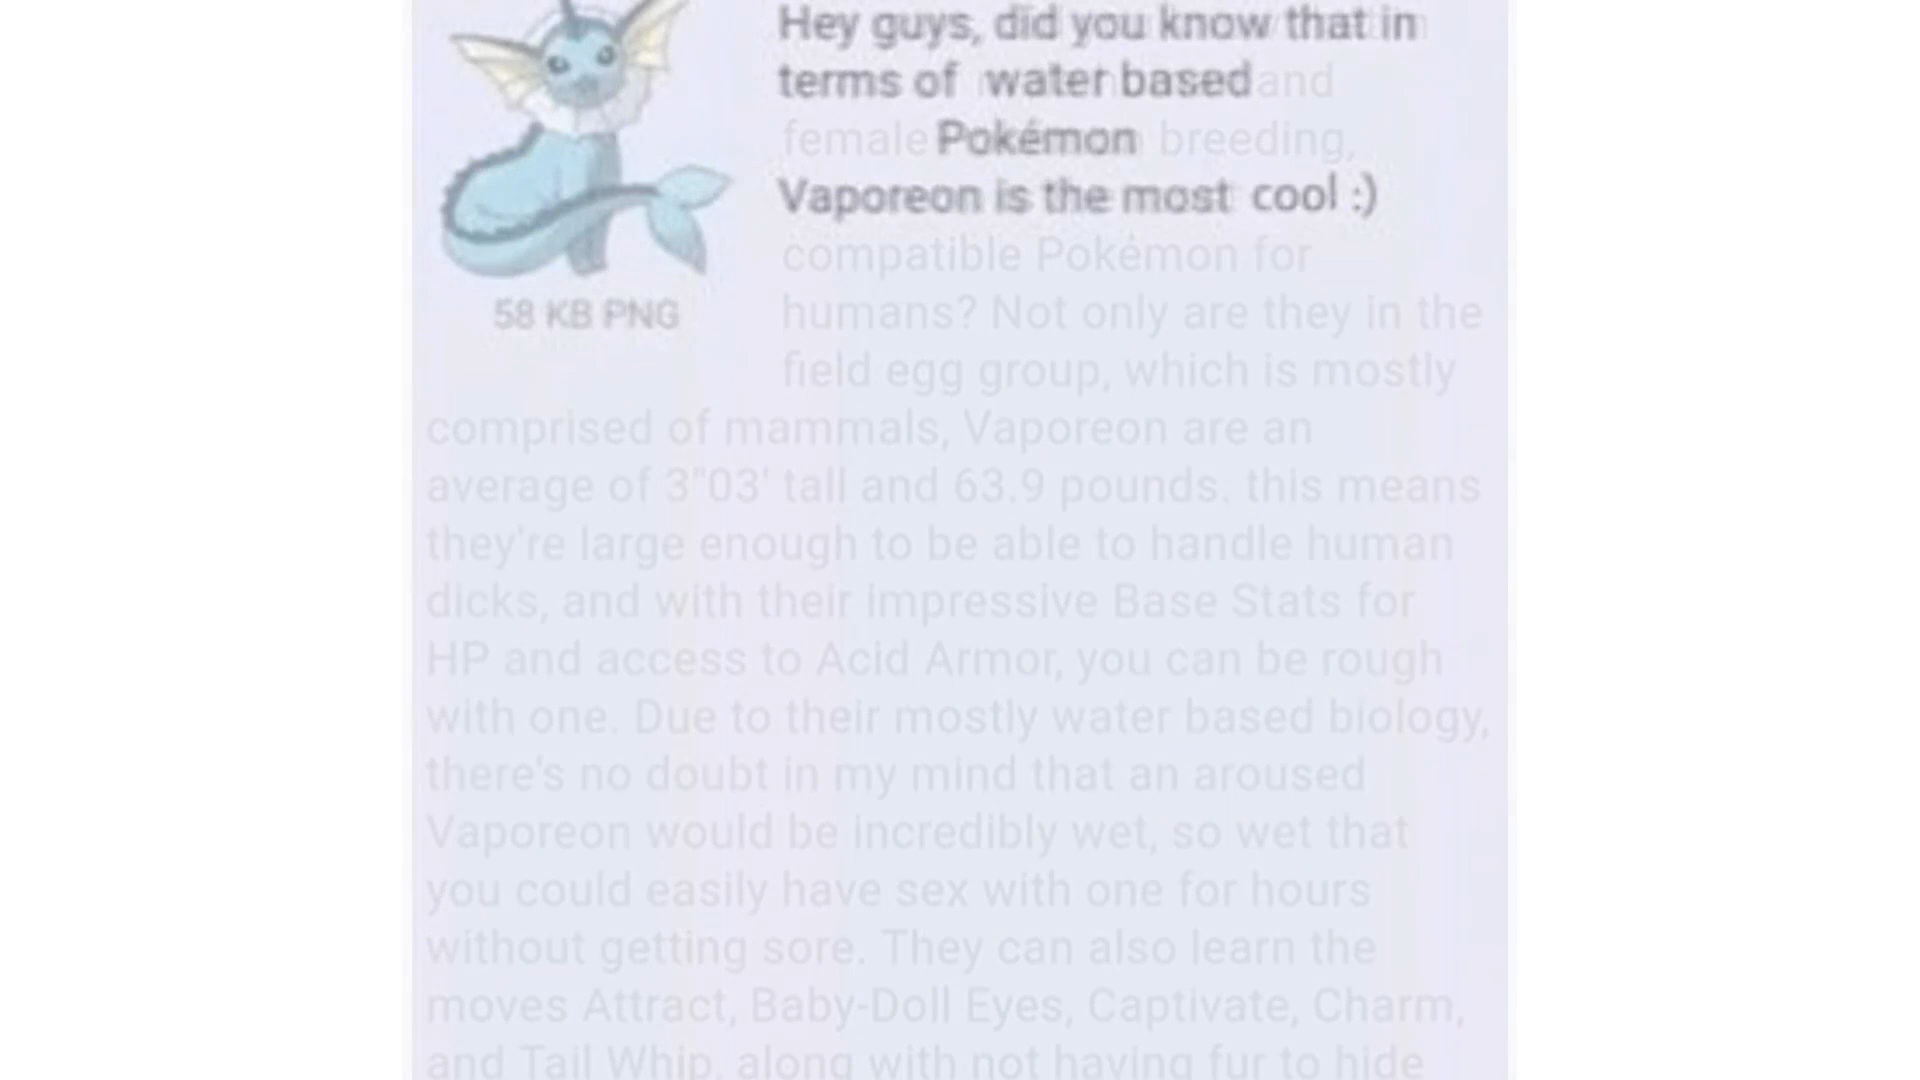 Hey guys, did you know that in
terms of water based and
female Pokémon breeding,
Vaporeon is the most cool :)
compatible Pokémon for
humans? Not only are they in the
field egg group, which is mostly
58 KB PNG
comprised of mammals, Vaporeon are an
average of 3"03' tall and 63.9 pounds. this means
they're large enough to be able to handle human
dicks, and with their Impressive Base Stats for
HP and access to Acid Armor, you can be rough
with one. Due to their mostly water based biology,
there's no doubt in my mind that an aroused
Vaporeon would be incredibly wet, so wet that
you could easily have sex with one for hours
without getting sore. They can also learn the
moves Attract, Baby-Doll Eyes, Captivate, Charm,
and Tail Whip, along with not having fur to hide